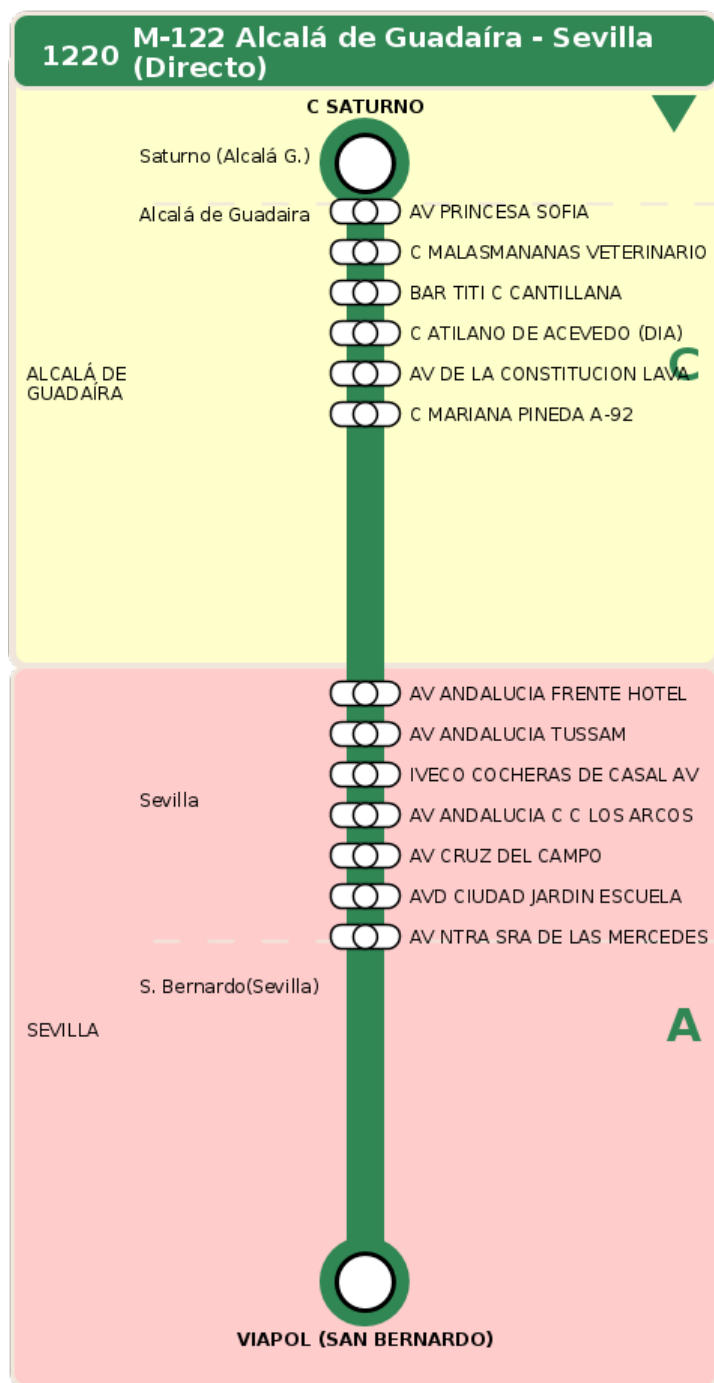 1220
M-122 Alcalá de Guadaíra - Sevilla
(Directo)
C SATURNO
Saturno (Alcalá G.)
Alcalá de Guadaira
AV PRINCESA SOFIA
C MALASMANANAS VETERINARIO
BAR TITI C CANTILLANA
C ATILANO DE ACEVEDO (DIA)
C
ALCALÁ DE
GUADAÍRA
AV DE LA CONSTITUCION LAVA
C MARIANA PINEDA A-92
AV ANDALUCIA FRENTE HOTEL
AV ANDALUCIA TUSSAM
IVECO COCHERAS DE CASAL AV
Sevilla
AV ANDALUCIA C C LOS ARCOS
AV CRUZ DEL CAMPO
AVD CIUDAD JARDIN ESCUELA
AV NTRA SRA DE LAS MERCEDES
S. Bernardo(Sevilla)
SEVILLA
A
VIAPOL (SAN BERNARDO)